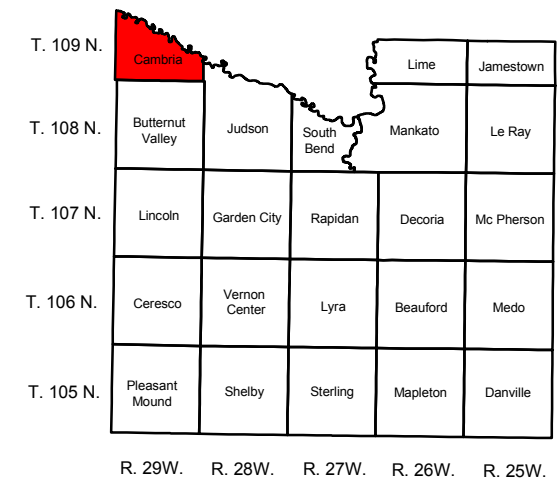 T. 109 N.
Cambria
Lime
Jamestown
T. 108 N.
Butternut
Valley
Judson
South
Bend
Mankato
Le Ray
T. 107 N.
Lincoln
Garden City
Rapidan
Decoria
Mc Pherson
T. 106 N.
Ceresco
Vernon
Center
Lyra
Beauford
Medo
T. 105 N.
Pleasant
Mound
Shelby
Sterling
Mapleton
Danville
R. 29W.
R. 28W.
R. 27W.
R. 26W.
R. 25W.